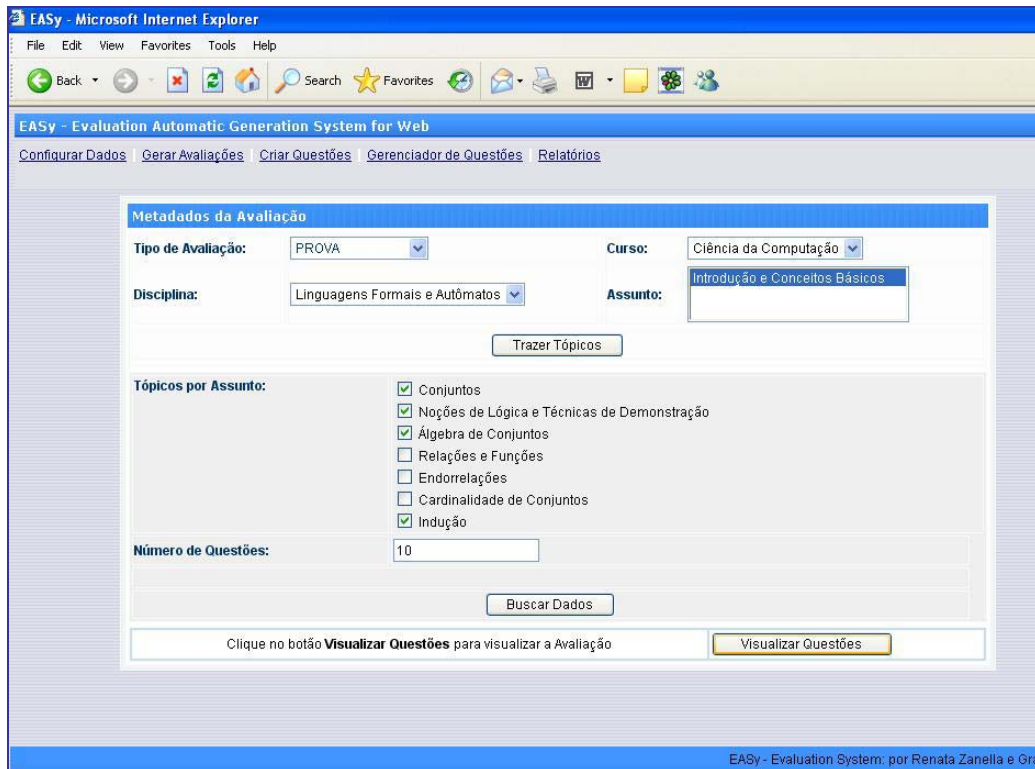 EASy - Microsoft Internet Explorer
File Edit View Favorites Tools Help
Back Search Favorites
EASy - Evaluation Automatic Generation System for Web
Configurar Dados Gerar Avaliações Criar Questões Gerenciador de Questões Relatórios
Metadados da Avaliação
Tipo de Avaliação: PROVA Curso: Ciência da Computação
Disciplina: Linguagens Formais e Autômatos Assunto: Introdução e Conceitos Básicos
Trazer Tópicos
Tópicos por Assunto: Conjuntos
Noções de Lógica e Técnicas de Demonstração
Álgebra de Conjuntos
Relações e Funções
Endorrelações
Cardinalidade de Conjuntos
Indução
Número de Questões: 10
Buscar Dados
Clique no botão Visualizar Questões para visualizar a Avaliação Visualizar Questões
EASy - Evaluation System: por Renata Zanella e